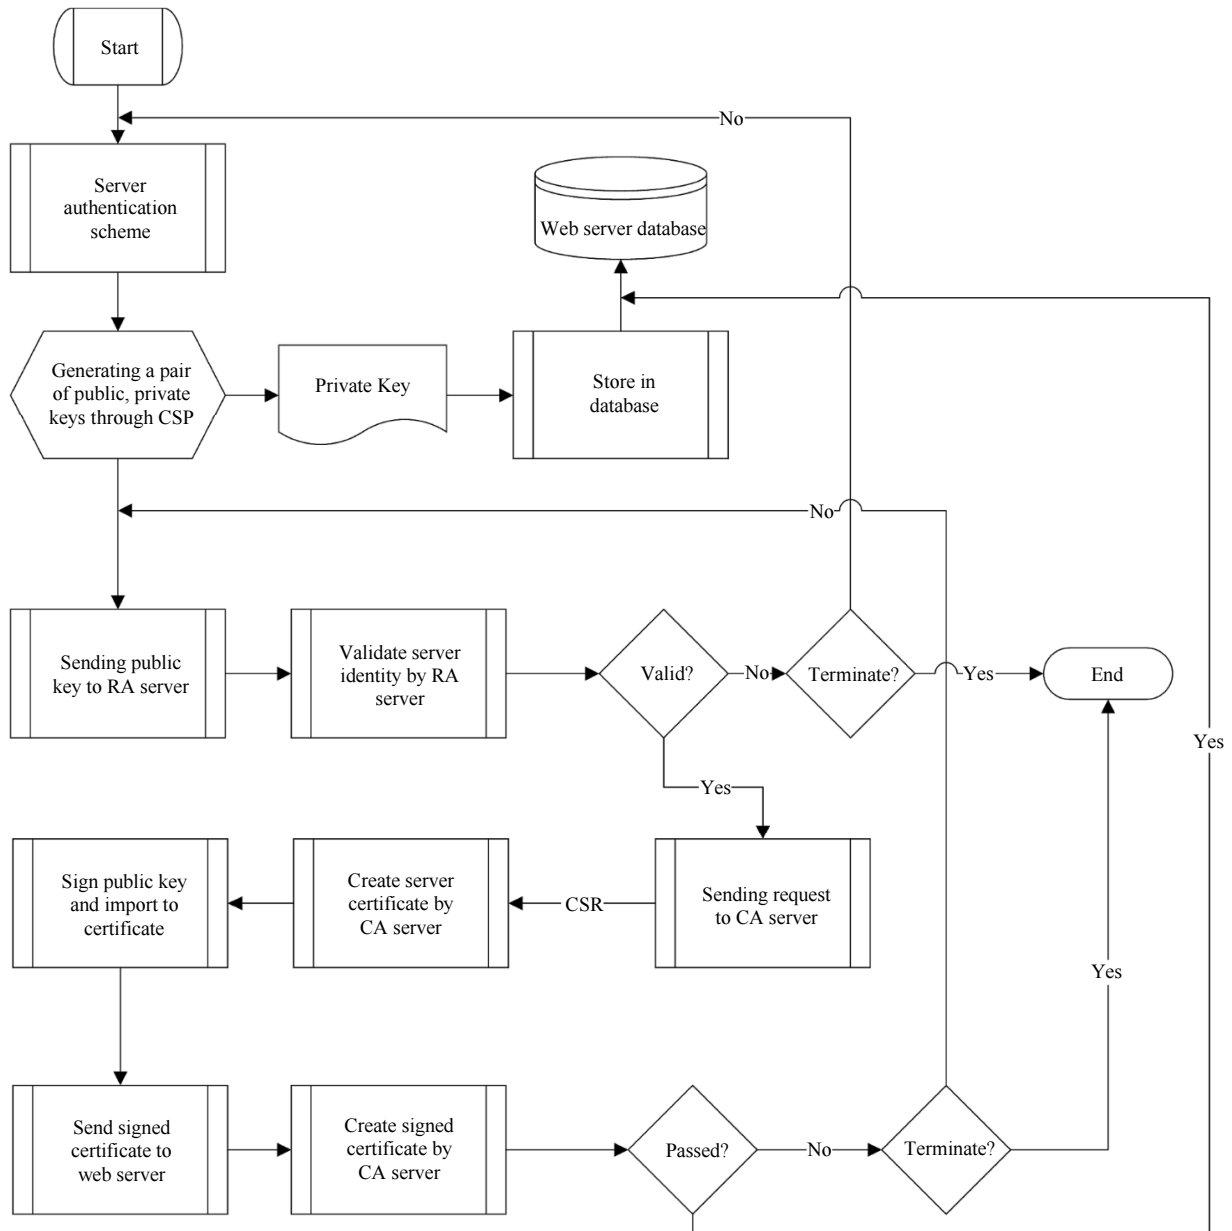 Start
No
Server
authentication
scheme
Web server database
Generating a pair
of public, private
keys through CSP
Private Key
Store in
database
No
Sending public
key to RA server
Validate server
identity by RA
server
Valid?
No
Terminate?
Yes
End
Yes
Yes
Sign public key
and import to
certificate
Create server
certificate by
CA server
CSR
Sending request
to CA server
Yes
Send signed
certificate to
web server
Create signed
certificate by
CA server
Passed?
No
Terminate?